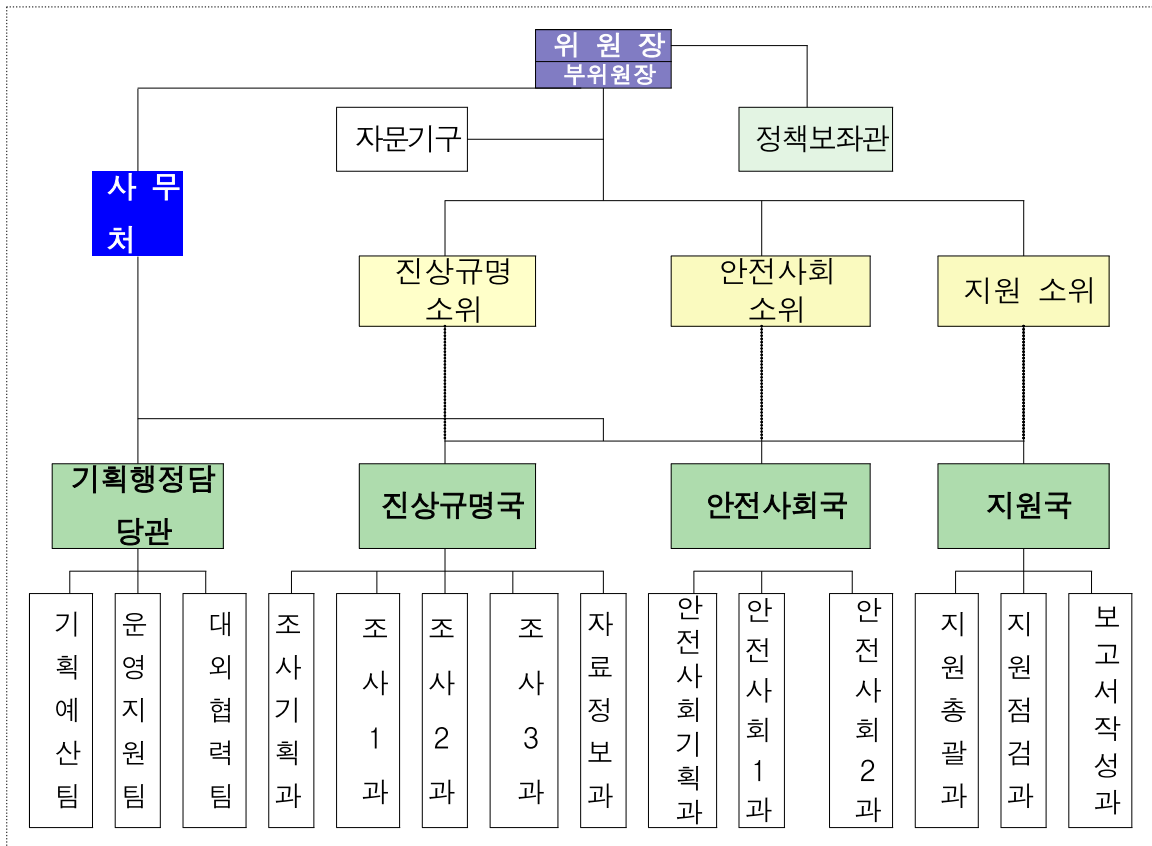 위 원 장
부위원장
자문기구
정책보좌관
사 무
처
진상규명
소위
안전사회
소위
지원 소위
기획행정담
당관
진상규명국
안전사회국
지원국
기획예산팀
운영지원팀
대외협력팀
조사기획과
조사1과
조사2과
조사3과
자료정보과
안전사회기획과
안전사회1과
안전사회2과
지원총괄과
지원점검과
보고서작성과